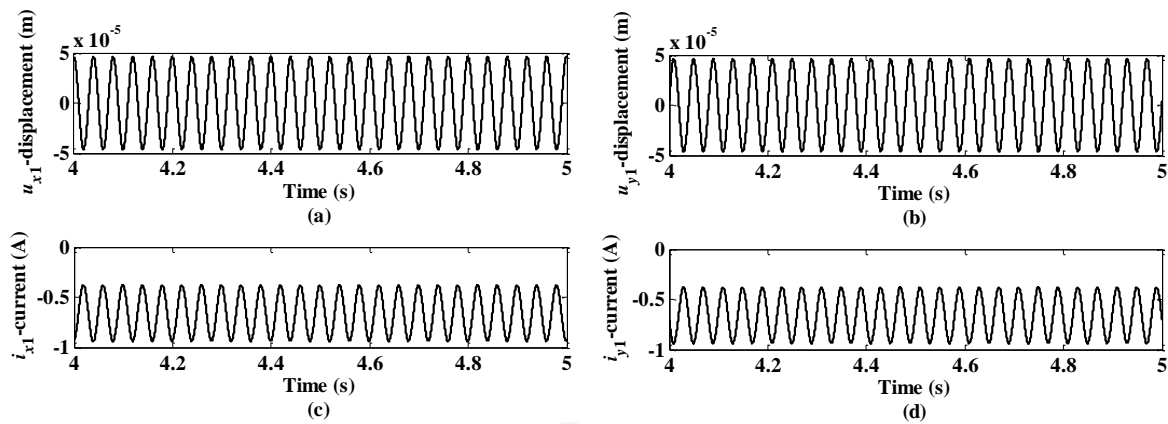 x 10^-5
5
0
-5
u_x1-displacement (m)
4 4.2 4.4 4.6 4.8 5
Time (s)
(a)
x 10^-5
5
0
-5
u_y1-displacement (m)
4 4.2 4.4 4.6 4.8 5
Time (s)
(b)
0
-0.5
-1
i_x1-current (A)
4 4.2 4.4 4.6 4.8 5
Time (s)
(c)
0
-0.5
-1
i_y1-current (A)
4 4.2 4.4 4.6 4.8 5
Time (s)
(d)